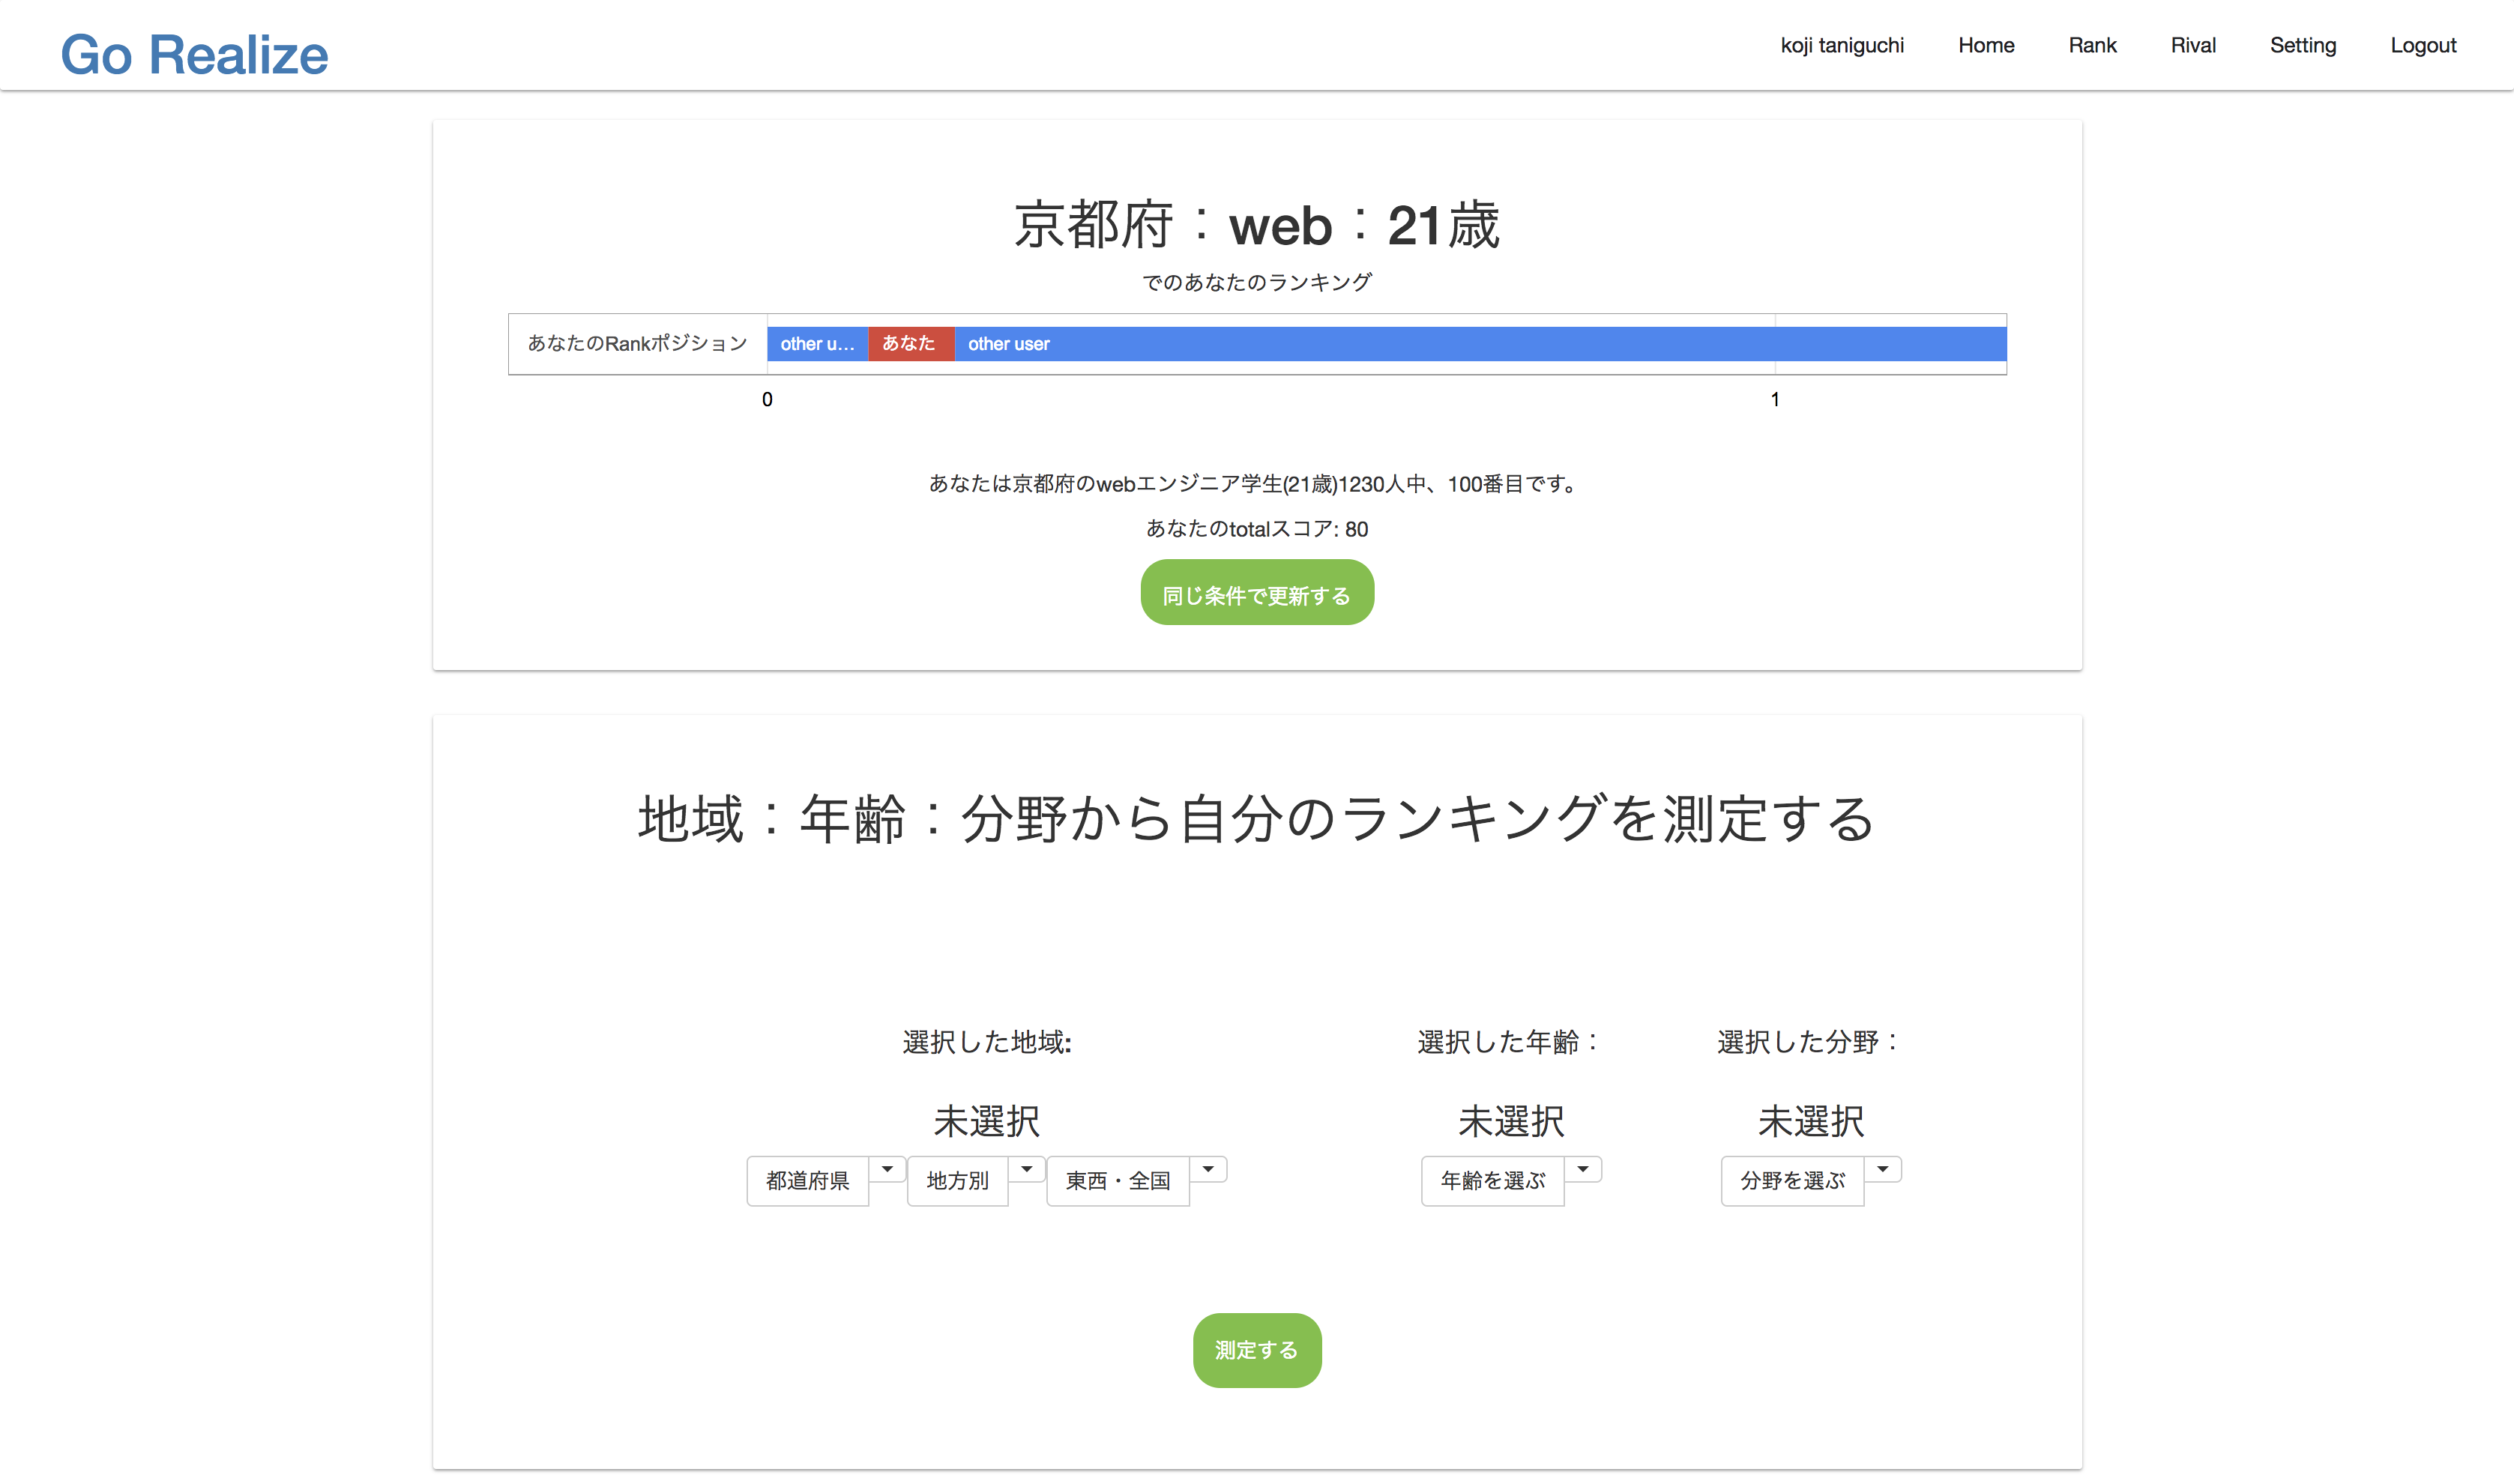 Go Realize
koji taniguchi Home Rank Rival Setting Logout
京都府：web：21歳
でのあなたのランキング
あなたのRankポジション other u... あなた other user
0 1
あなたは京都府のwebエンジニア学生(21歳)1230人中、100番目です。
あなたのtotalスコア: 80
同じ条件で更新する
地域：年齢：分野から自分のランキングを測定する
選択した地域: 選択した年齢： 選択した分野：
未選択 未選択 未選択
都道府県 地方別 東西・全国 年齢を選ぶ 分野を選ぶ
測定する